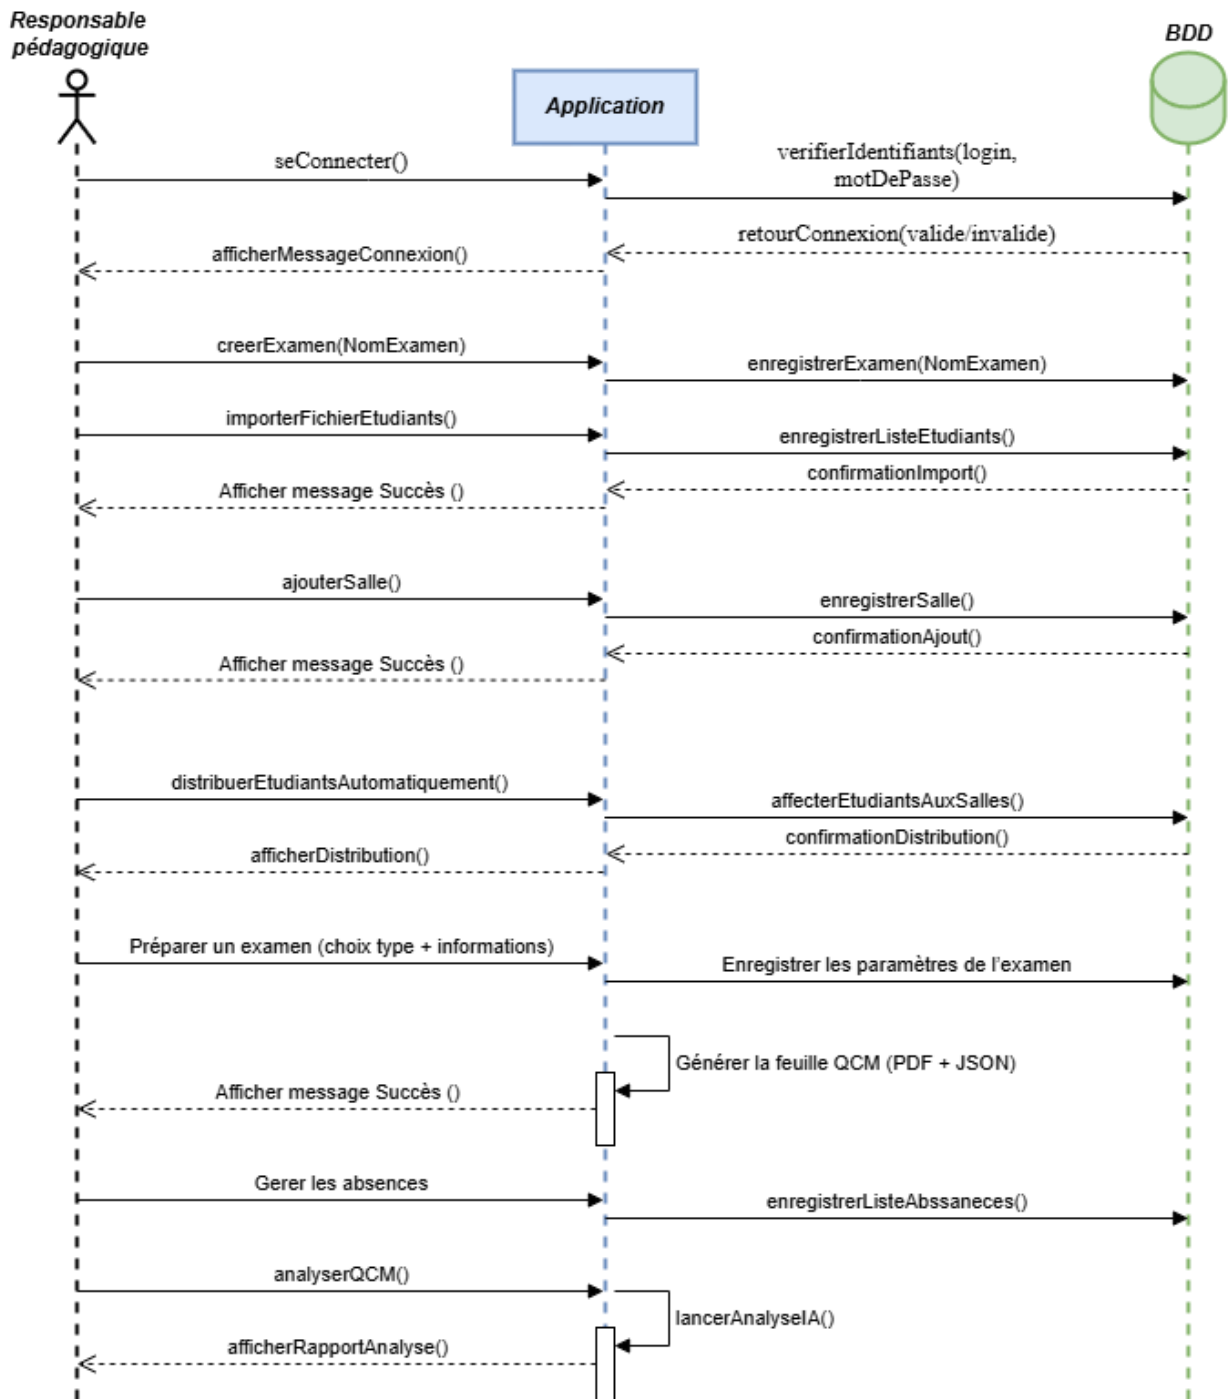 Responsable
pédagogique
Application
BDD
seConnecter()
verifierIdentifiants(login,
motDePasse)
retourConnexion(valide/invalide)
afficherMessageConnexion()
creerExamen(NomExamen)
enregistrerExamen(NomExamen)
importerFichierEtudiants()
enregistrerListeEtudiants()
confirmationImport()
Afficher message Succès ()
ajouterSalle()
enregistrerSalle()
confirmationAjout()
Afficher message Succès ()
distribuerEtudiantsAutomatiquement()
affecterEtudiantsAuxSalles()
confirmationDistribution()
afficherDistribution()
Préparer un examen (choix type + informations)
Enregistrer les paramètres de l'examen
Générer la feuille QCM (PDF + JSON)
Afficher message Succès ()
Gerer les absences
enregistrerListeAbssaneces()
analyserQCM()
lancerAnalyseIA()
afficherRapportAnalyse()